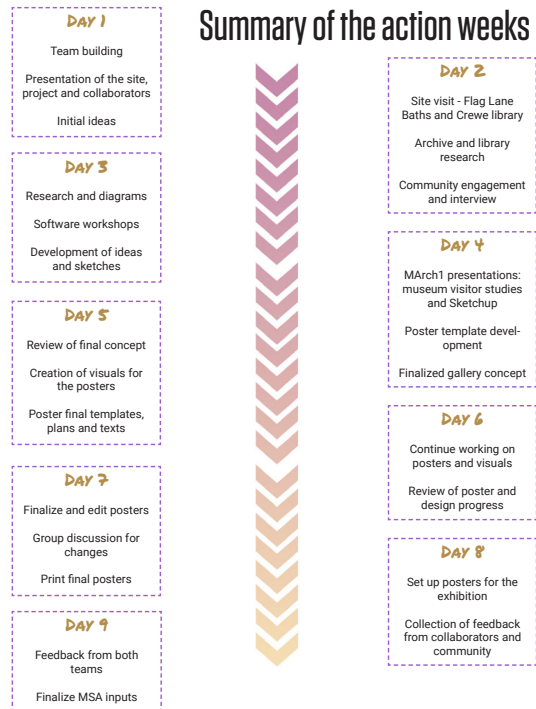 Summary of the action weeks
DAY 1
Team building
Presentation of the site,
project and collaborators
Initial ideas
DAY 2
Site visit - Flag Lane
Baths and Crewe library
Archive and library
research
Community engagement
and interview
DAY 3
Research and diagrams
Software workshops
Development of ideas
and sketches
DAY 4
MArch1 presentations:
museum visitor studies
and Sketchup
Poster template devel-
opment
Finalized gallery concept
DAY 5
Review of final concept
Creation of visuals for
the posters
Poster final templates,
plans and texts
DAY 6
Continue working on
posters and visuals
Review of poster and
design progress
DAY 7
Finalize and edit posters
Group discussion for
changes
Print final posters
DAY 8
Set up posters for the
exhibition
Collection of feedback
from collaborators and
community
DAY 9
Feedback from both
teams
Finalize MSA inputs